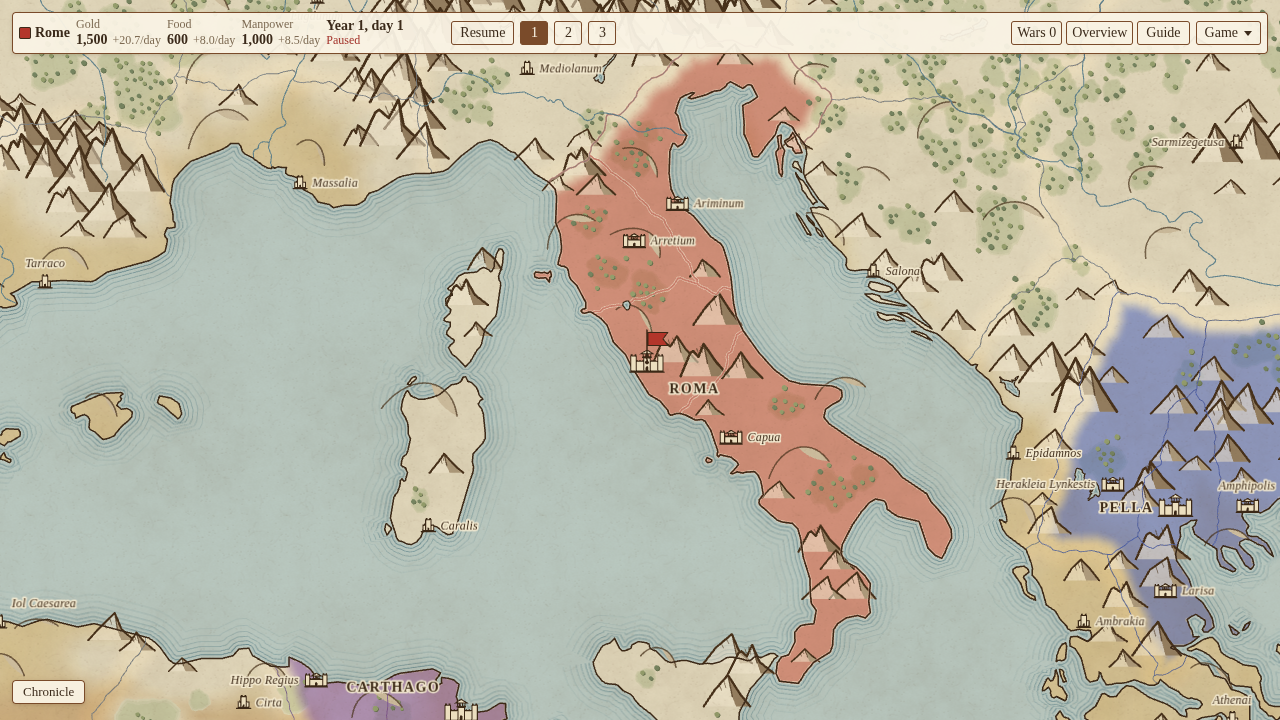 Rome
Gold
1,500 +20.7/day
Food
600 +8.0/day
Manpower
1,000 +8.5/day
Year 1, day 1
Paused
Resume
1
2
3
Wars 0
Overview
Guide
Game
Mediolanum
Sarmizegetusa
Massalia
Ariminum
Arretium
Tarraco
Salona
ROMA
Capua
Epidamnos
Herakleia Lynkestis
Amphipolis
PELLA
Caralis
Larisa
Iol Caesarea
Ambrakia
Hippo Regius
CARTHAGO
Cirta
Athenai
Chronicle